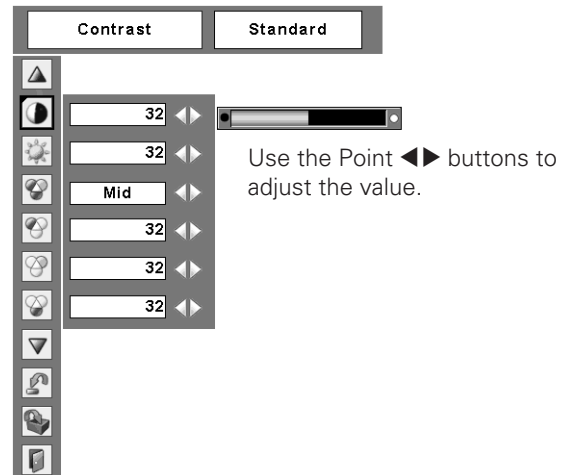 Contrast Standard
32
32
Mid
32
32
32
Use the Point ◀▶ buttons to
adjust the value.